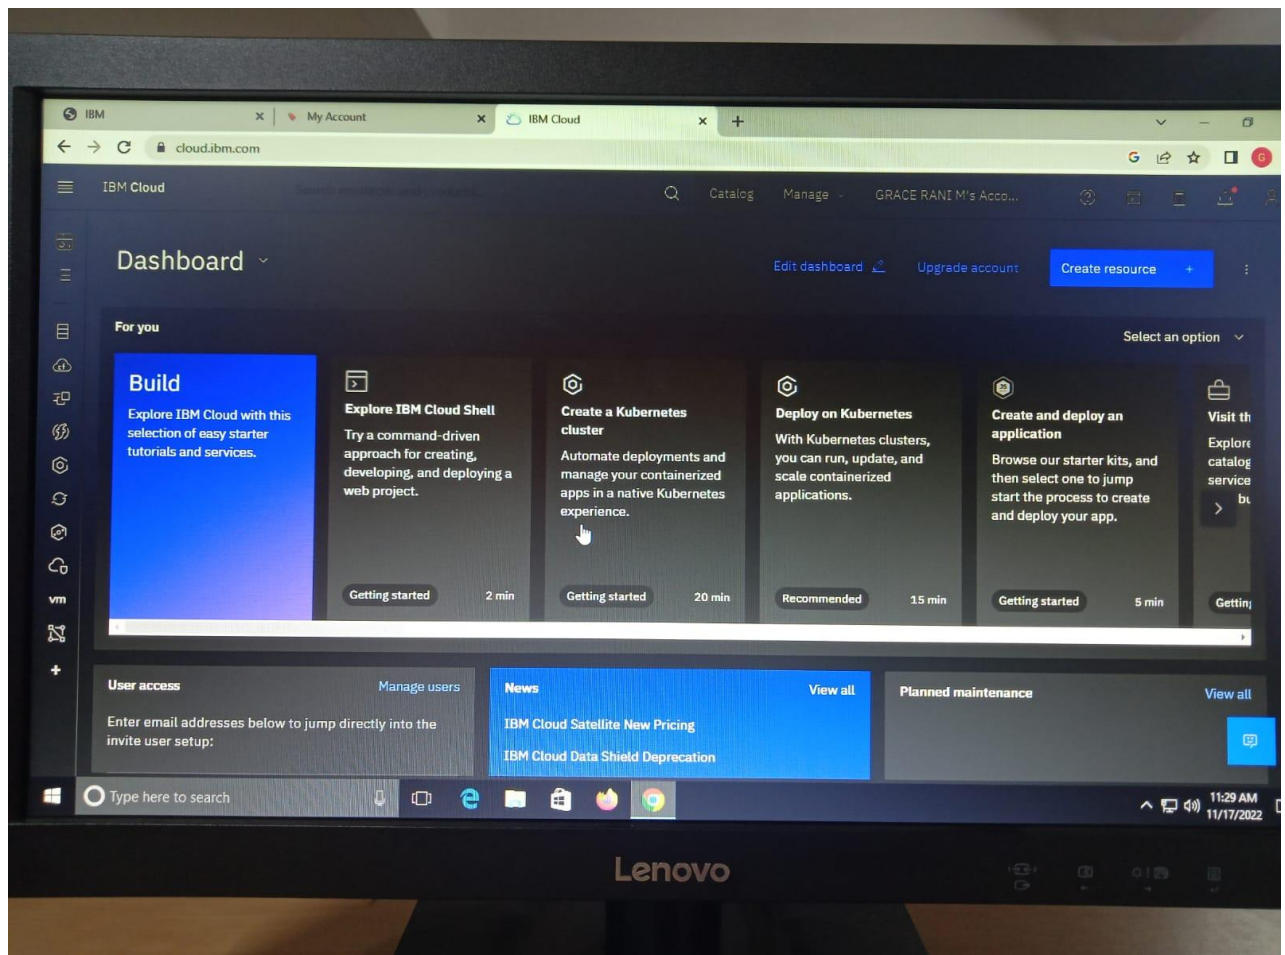 IBM
My Account
IBM Cloud
cloud.ibm.com
G
IBM Cloud
Catalog
Manage
GRACE RANI M's Acco...
Dashboard
Edit dashboard
Upgrade account
Create resource +
For you
Select an option
Build
Explore IBM Cloud with this
selection of easy starter
tutorials and services.
Explore IBM Cloud Shell
Try a command-driven
approach for creating,
developing, and deploying a
web project.
Getting started
2 min
Create a Kubernetes
cluster
Automate deployments and
manage your containerized
apps in a native Kubernetes
experience.
Getting started
20 min
Deploy on Kubernetes
With Kubernetes clusters,
you can run, update, and
scale containerized
applications.
Recommended
15 min
JS
Create and deploy an
application
Browse our starter kits, and
then select one to jump
start the process to create
and deploy your app.
Getting started
5 min
Visit th
Explore
catalog
service
bu
Getting
vm
User access
Manage users
Enter email addresses below to jump directly into the
invite user setup:
News
View all
IBM Cloud Satellite New Pricing
IBM Cloud Data Shield Deprecation
Planned maintenance
View all
Type here to search
11:29 AM
11/17/2022
Lenovo